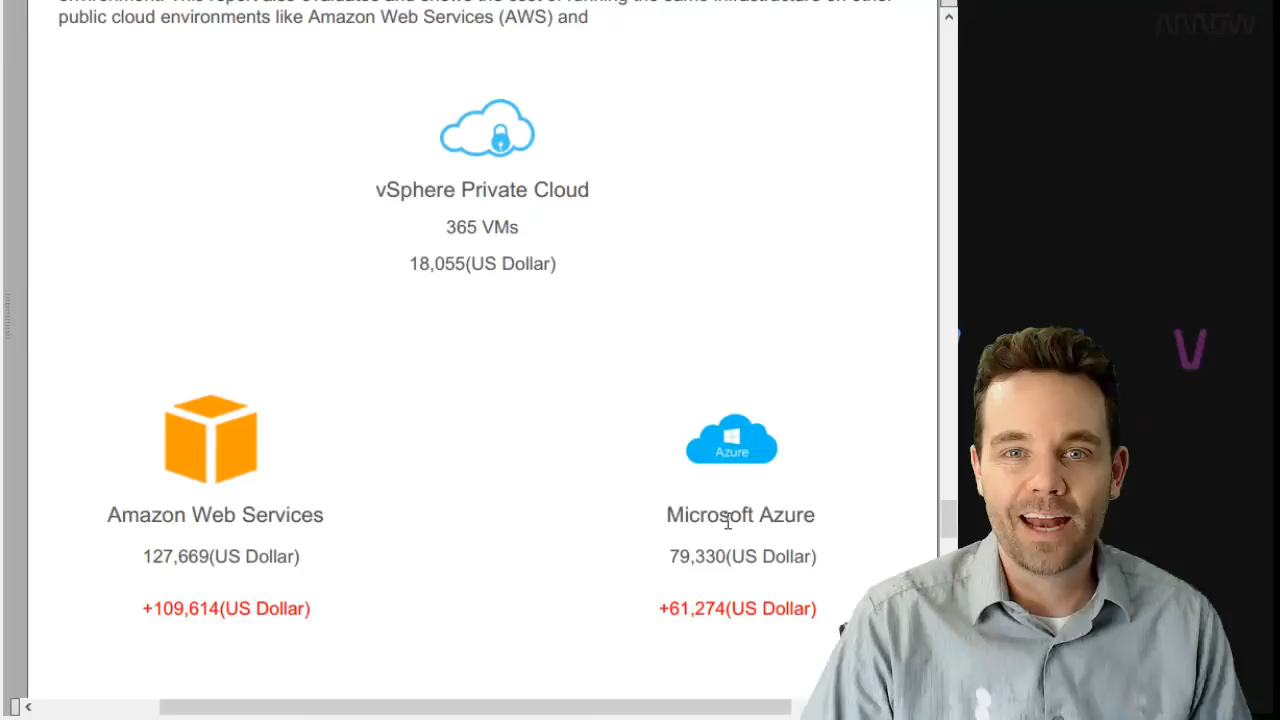 public cloud environments like Amazon Web Services (AWS) and
ARROW
vSphere Private Cloud
365 VMs
18,055(US Dollar)
V
Azure
Amazon Web Services
Microsoft Azure
127,669(US Dollar)
79,330(US Dollar)
+109,614(US Dollar)
+61,274(US Dollar)